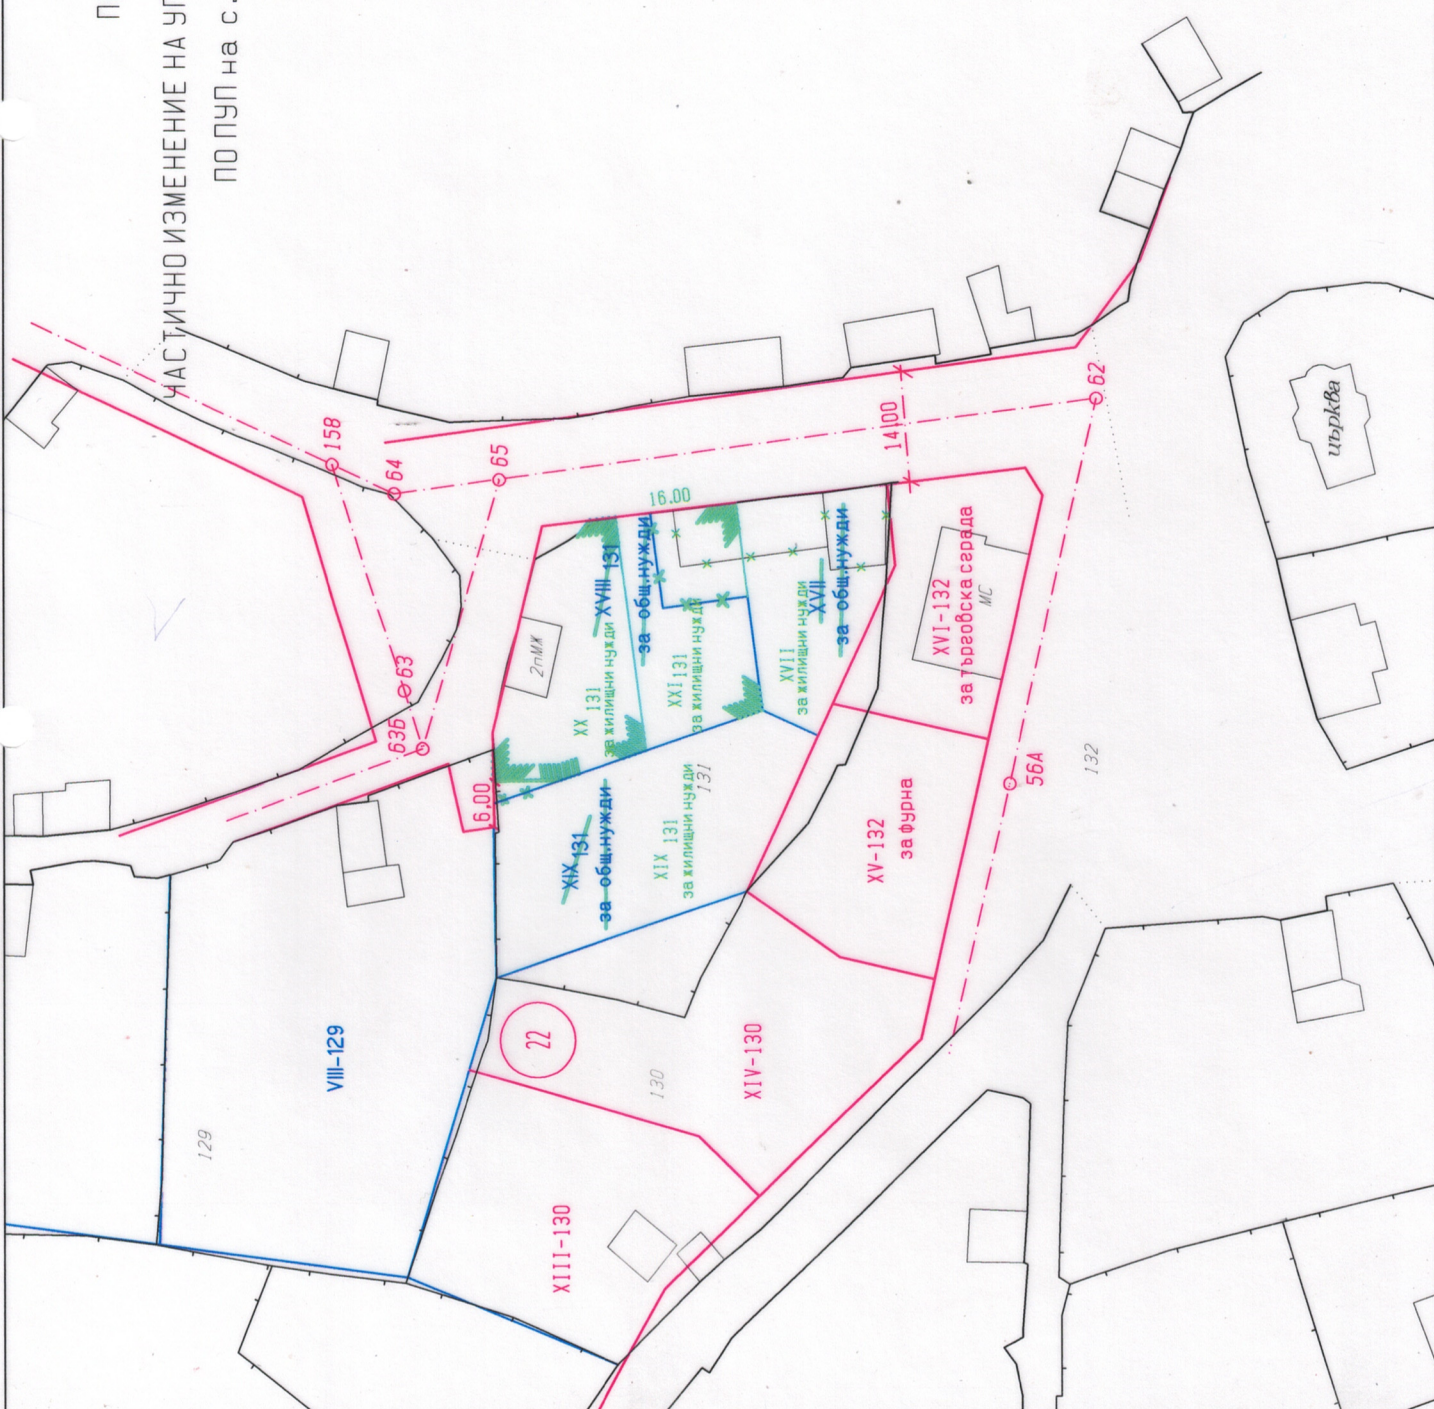 П
ЧАСТИЧНО ИЗМЕНЕНИЕ НА УП
ПО ПУП на с.
158
64
65
62
14.00
16.00
63
63Б
6.00
2пМЖ
XVIII 131
за общ.нужди
XX 131
за жилищни нужди
XXI 131
за жилищни нужди
XVII
за общ.нужди
XVII
за жилищни нужди
XVI-132
за търговска сграда
МС
XIX 131
за общ.нужди
XIX 131
за жилищни нужди
131
XV-132
за фурна
56А
132
църква
VIII-129
129
22
130
XIV-130
XIII-130